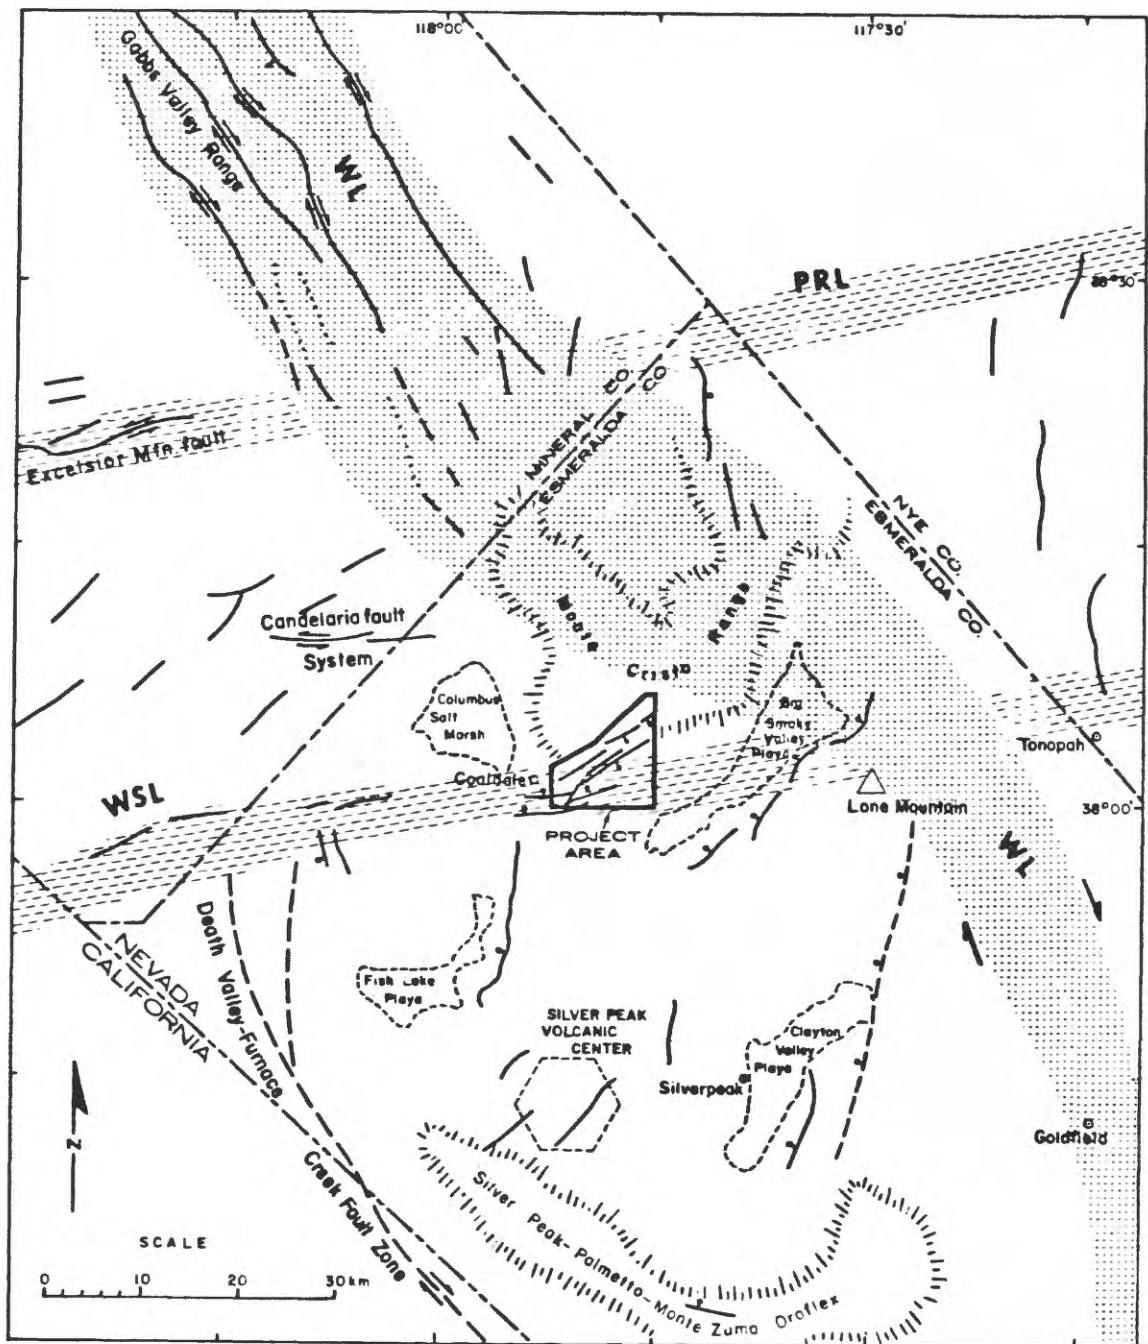 118°00'
117°30'
Gabbs Valley Range
WL
PRL
38°30'
MINERAL CO
ESMERALDA CO
Excelsior Mtn fault
NYE CO.
ESMERALDA CO.
Candelaria fault
System
Monte
Cristo
Range
Columbus
Salt
Marsh
Big
Smoky
Valley
Playa
Tonopah
Coaldale
WSL
Lone Mountain
38°00'
PROJECT
AREA
WL
NEVADA
CALIFORNIA
Death Valley-Furnace
Creek Fault Zone
Fish Lake
Playa
SILVER PEAK
VOLCANIC
CENTER
Clayton
Valley
Playa
Silverpeak
Goldfield
N
Silver Peak-Palmetto-Monte Zuma Oroflex
SCALE
0 10 20 30km